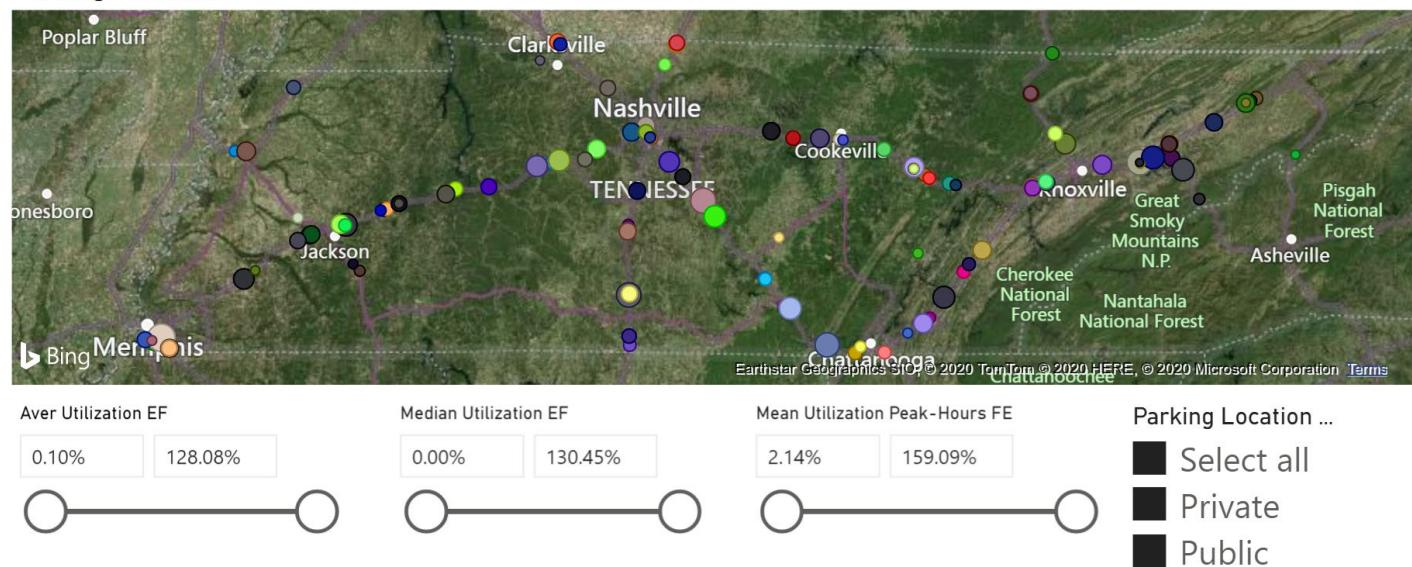 Poplar Bluff
Clarksville
Nashville
Cookeville
TENNESSEE
Knoxville
onesboro
Jackson
Great
Smoky
Mountains
N.P.
Pisgah
National
Forest
Asheville
Cherokee
National
Forest
Nantahala
National Forest
Bing
Memphis
Chattanooga
Chattahoochee
Earthstar Geographics SIO, © 2020 TomTom © 2020 HERE, © 2020 Microsoft Corporation Terms
Aver Utilization EF
0.10% 128.08%
Median Utilization EF
0.00% 130.45%
Mean Utilization Peak-Hours FE
2.14% 159.09%
Parking Location ...
Select all
Private
Public